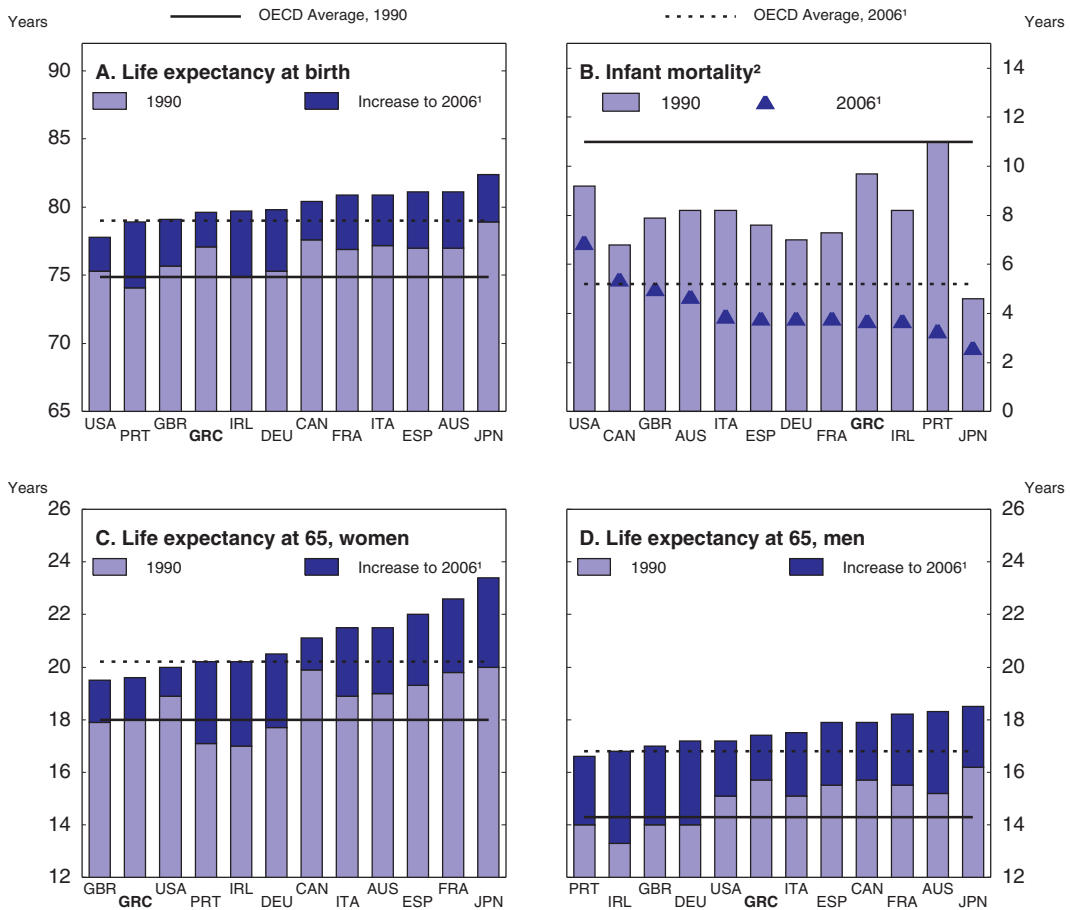 OECD Average, 1990
OECD Average, 2006¹
Years
Years
A. Life expectancy at birth
1990
Increase to 2006¹
90
85
80
75
70
65
USA
PRT
GBR
GRC
IRL
DEU
CAN
FRA
ITA
ESP
AUS
JPN
B. Infant mortality²
1990
2006¹
14
12
10
8
6
4
2
0
USA
CAN
GBR
AUS
ITA
ESP
DEU
FRA
GRC
IRL
PRT
JPN
Years
Years
C. Life expectancy at 65, women
1990
Increase to 2006¹
26
24
22
20
18
16
14
12
GBR
GRC
USA
PRT
IRL
DEU
CAN
ITA
AUS
ESP
FRA
JPN
D. Life expectancy at 65, men
1990
Increase to 2006¹
26
24
22
20
18
16
14
12
PRT
IRL
GBR
DEU
USA
GRC
ITA
ESP
CAN
FRA
AUS
JPN